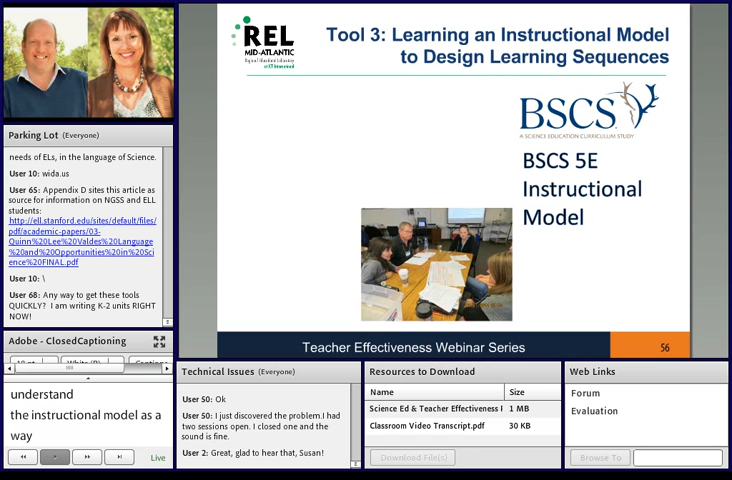 REL
MID-ATLANTIC
Regional Educational Laboratory
Tool 3: Learning an Instructional Model
to Design Learning Sequences
BSCS
A SCIENCE EDUCATION CURRICULUM STUDY
BSCS 5E
Instructional
Model
Teacher Effectiveness Webinar Series
56
Parking Lot (Everyone)
needs of ELs, in the language of Science.
User 10: wida.us
User 65: Appendix D sites this article as
source for information on NGSS and ELL
students:
http://ell.stanford.edu/sites/default/files/
pdf/academic-papers/03-
Quinn%20Lee%20Valdes%20Language
%20and%20Opportunities%20in%20Sci
ence%20FINAL.pdf
User 10: \
User 68: Any way to get these tools
QUICKLY? I am writing K-2 units RIGHT
NOW!
Adobe - ClosedCaptioning
understand
the instructional model as a
way
Live
Technical Issues (Everyone)
User 50: Ok
User 50: I just discovered the problem.I had
two sessions open. I closed one and the
sound is fine.
User 2: Great, glad to hear that, Susan!
Resources to Download
Name Size
Science Ed & Teacher Effectiveness 1 MB
Classroom Video Transcript.pdf 30 KB
Download File(s)
Web Links
Forum
Evaluation
Browse To